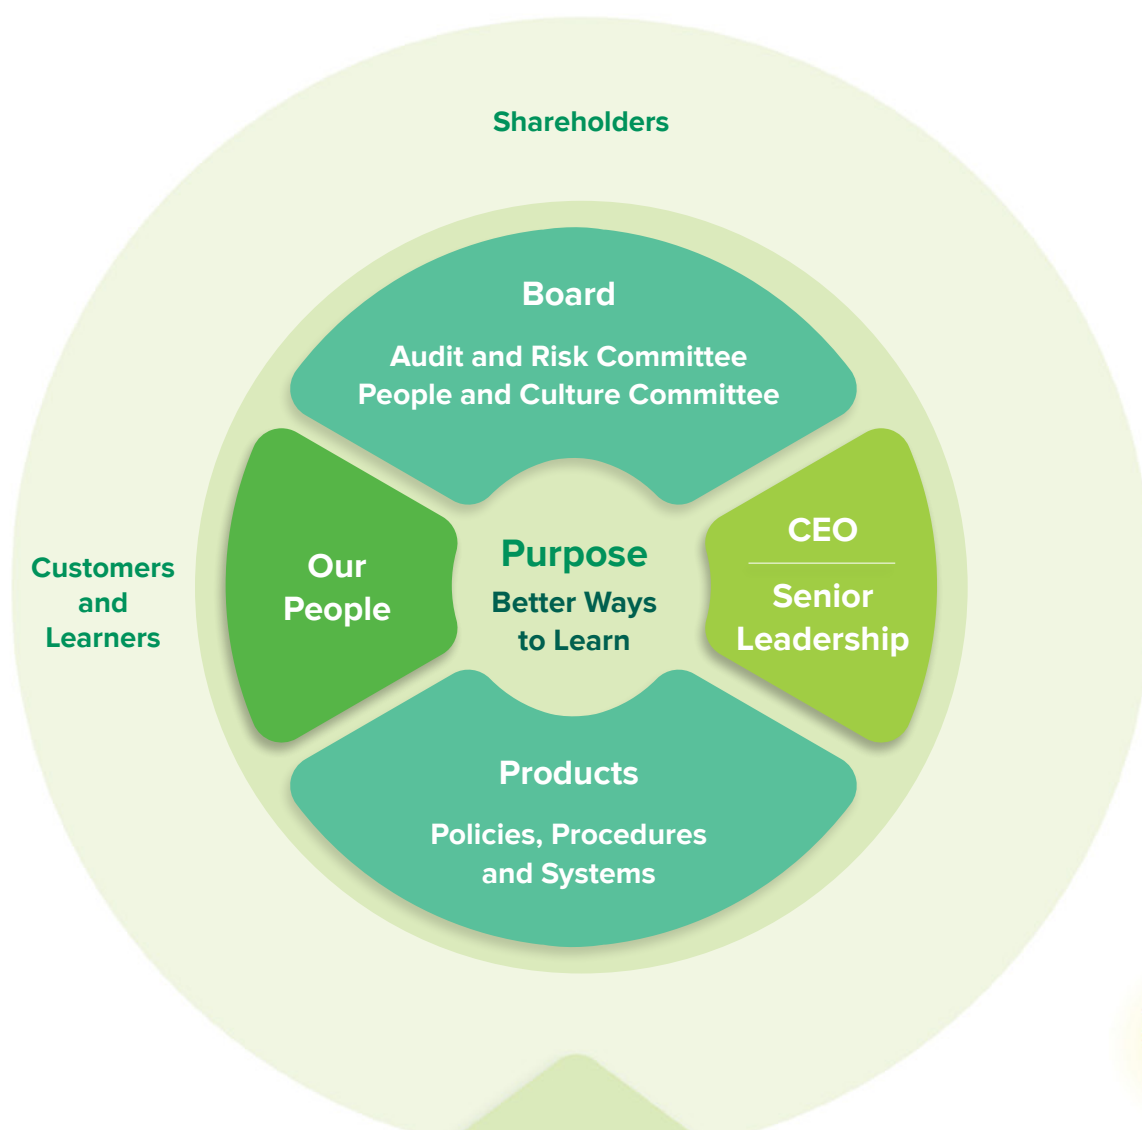 Shareholders
Board
Audit and Risk Committee
People and Culture Committee
Customers
and
Learners
Our
People
Purpose
Better Ways
to Learn
CEO
Senior
Leadership
Products
Policies, Procedures
and Systems